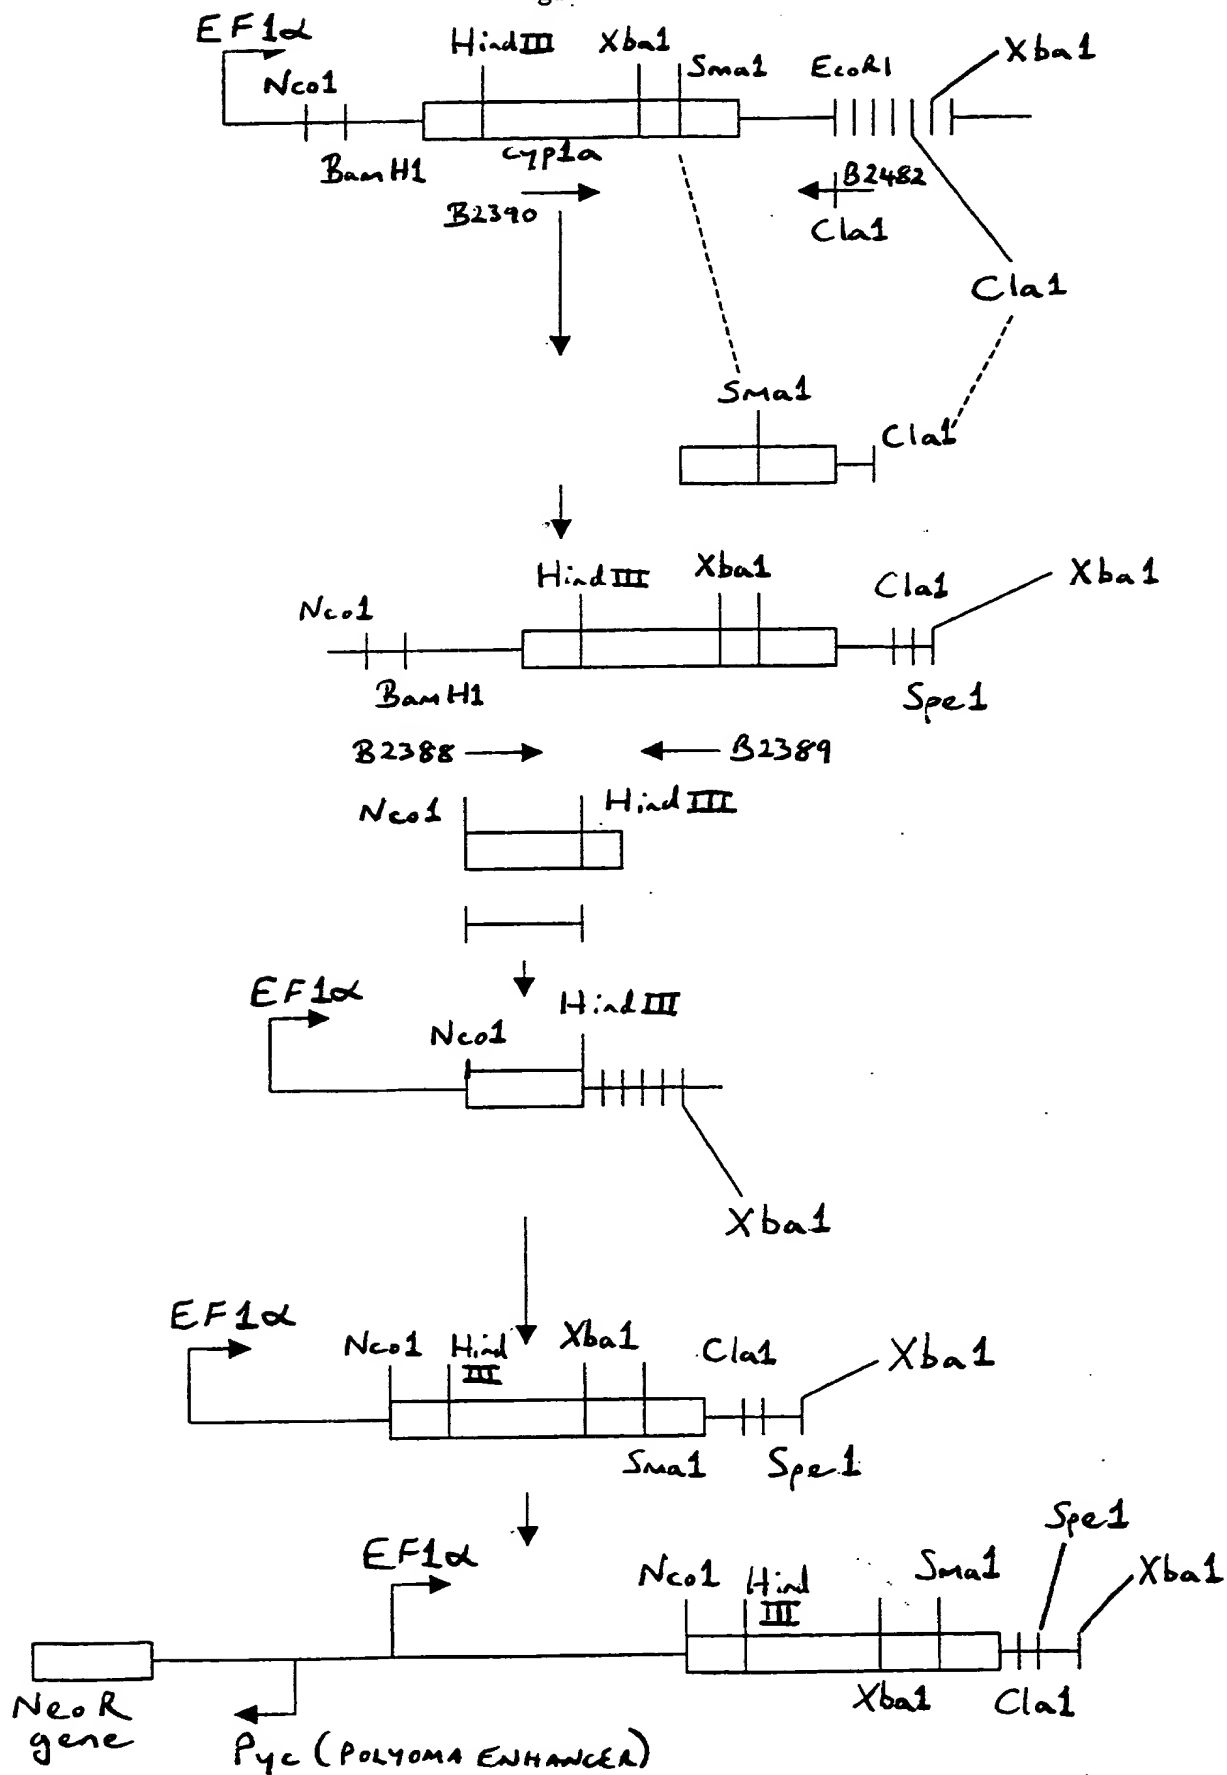 EF1α
HindIII
Xba1
Sma1
EcoR1
Xba1
Nco1
BamH1
cyp1a
B2390
B2482
Cla1
Cla1
Sma1
Cla1
HindIII
Xba1
Cla1
Xba1
Nco1
BamH1
Spe1
B2388
B2389
Nco1
HindIII
EF1α
HindIII
Nco1
Xba1
EF1α
Nco1
Hind
III
Xba1
Cla1
Xba1
Sma1
Spe1
EF1α
Spe1
Nco1
Hind
III
Sma1
Xba1
Xba1
Cla1
NeoR
gene
Pyc (POLYOMA ENHANCER)